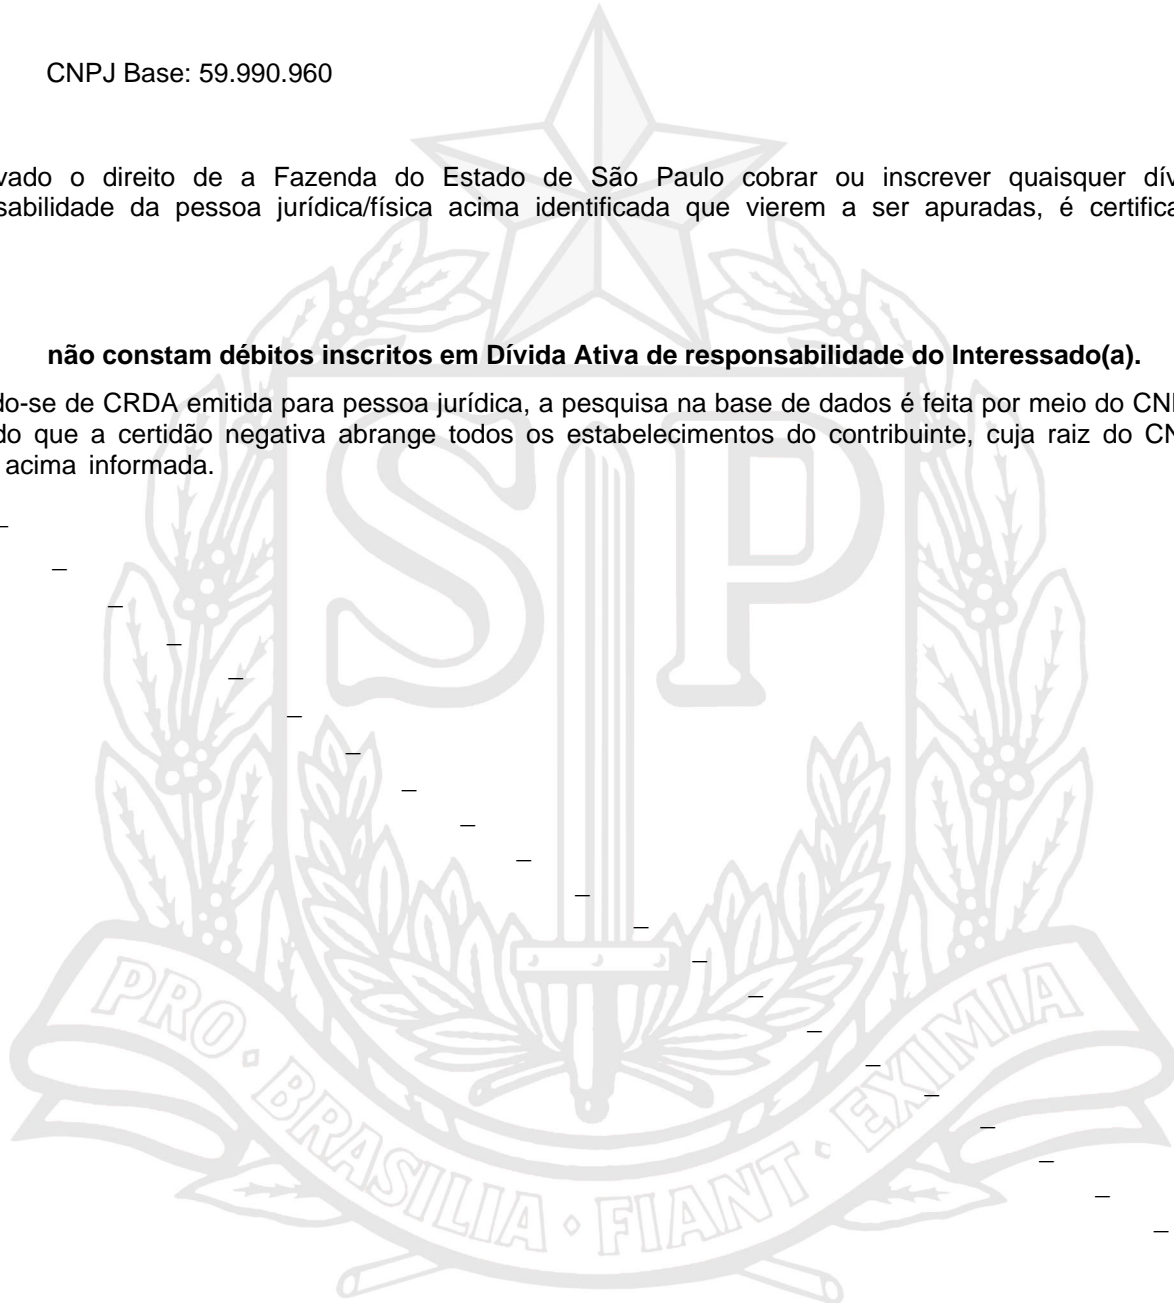 CNPJ Base: 59.990.960
vado o direito de a Fazenda do Estado de São Paulo cobrar ou inscrever quaisquer dív
sabilidade da pessoa jurídica/física acima identificada que vierem a ser apuradas, é certifica
não constam débitos inscritos em Dívida Ativa de responsabilidade do Interessado(a).
do-se de CRDA emitida para pessoa jurídica, a pesquisa na base de dados é feita por meio do CN
do que a certidão negativa abrange todos os estabelecimentos do contribuinte, cuja raiz do CN
acima informada.
SP
PRO • BRASILIA • FIANT • EXIMIA